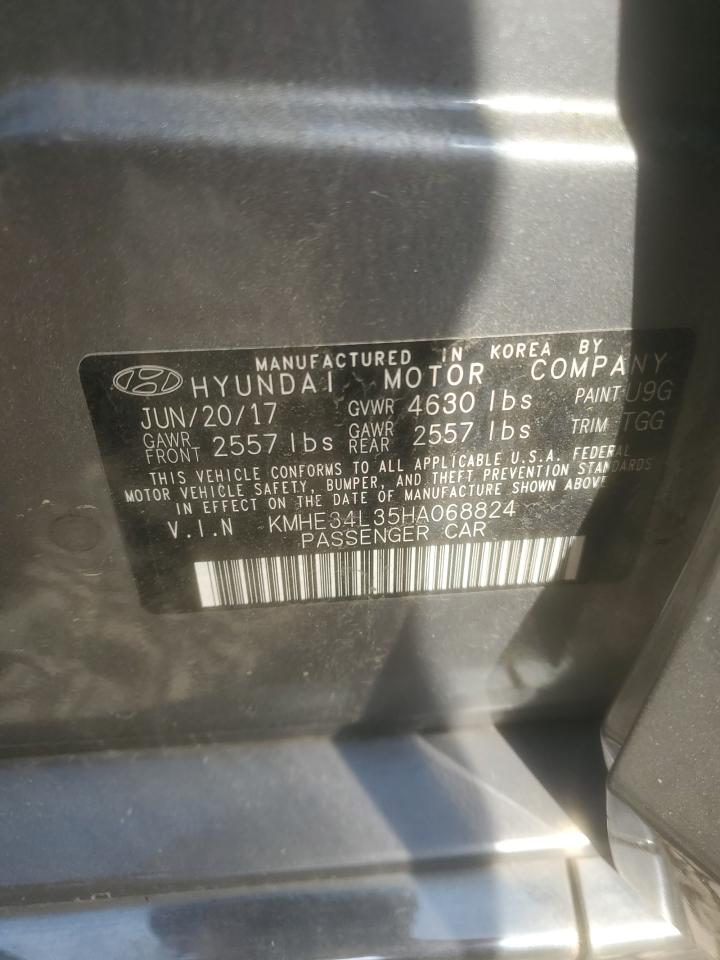 MANUFACTURED IN KOREA BY
HYUNDAI MOTOR COMPANY
JUN/20/17 GVWR 4630 lbs PAINT U9G
GAWR FRONT 2557 lbs GAWR REAR 2557 lbs TRIM TGG
THIS VEHICLE CONFORMS TO ALL APPLICABLE U.S.A. FEDERAL
MOTOR VEHICLE SAFETY, BUMPER, AND THEFT PREVENTION STANDARDS
IN EFFECT ON THE DATE OF MANUFACTURE SHOWN ABOVE
V.I.N KMHE34L35HA068824
PASSENGER CAR